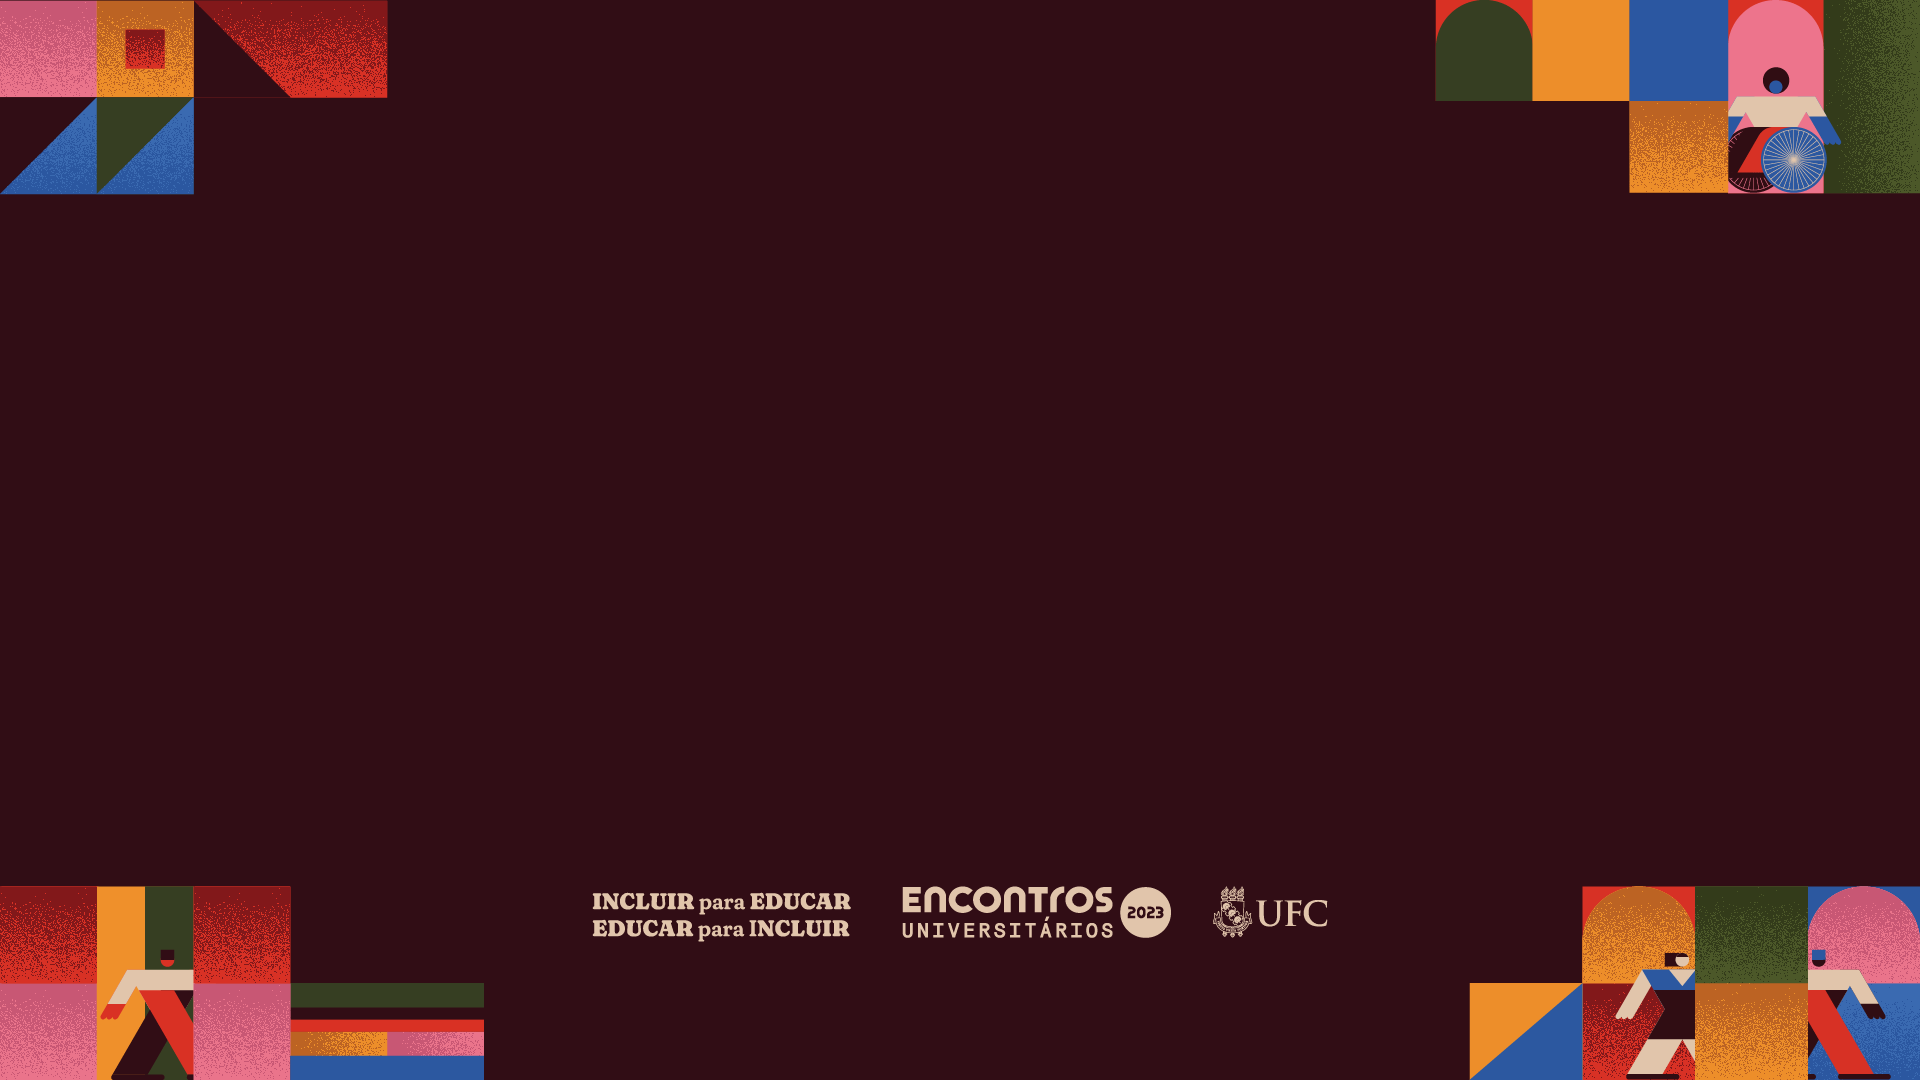 INCLUIR para EDUCAR
EDUCAR para INCLUIR
ENCONTROS
UNIVERSITÁRIOS
2023
UFC